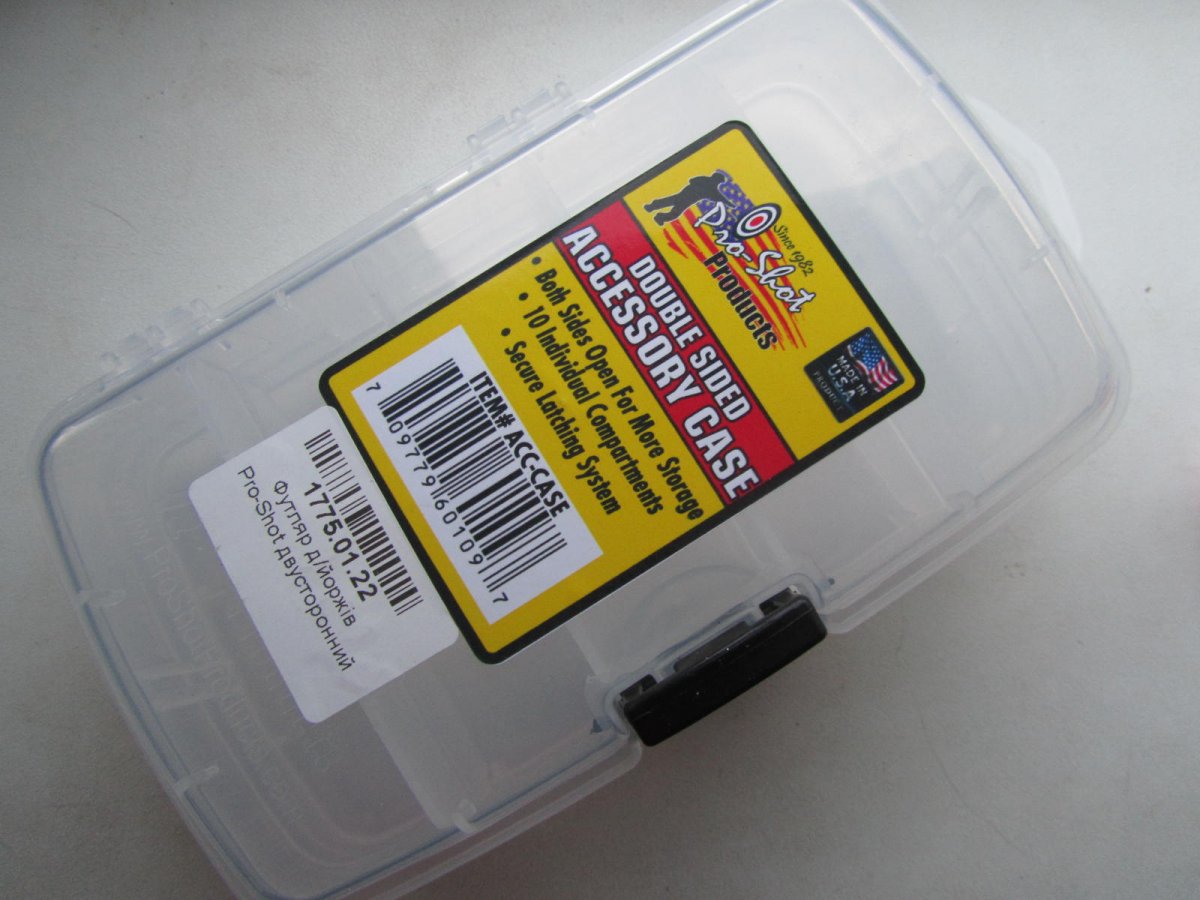 Pro-Shot
Since 1982
Products
MADE IN
U.S.A
PRODUCT
DOUBLE SIDED
ACCESSORY CASE
• Both Sides Open For More Storage
• 10 Individual Compartments
• Secure Latching System
ITEM# ACC-CASE
7 09779 60109 7
1775.01.22
Футляр д/йоржів
Pro-Shot двусторонний